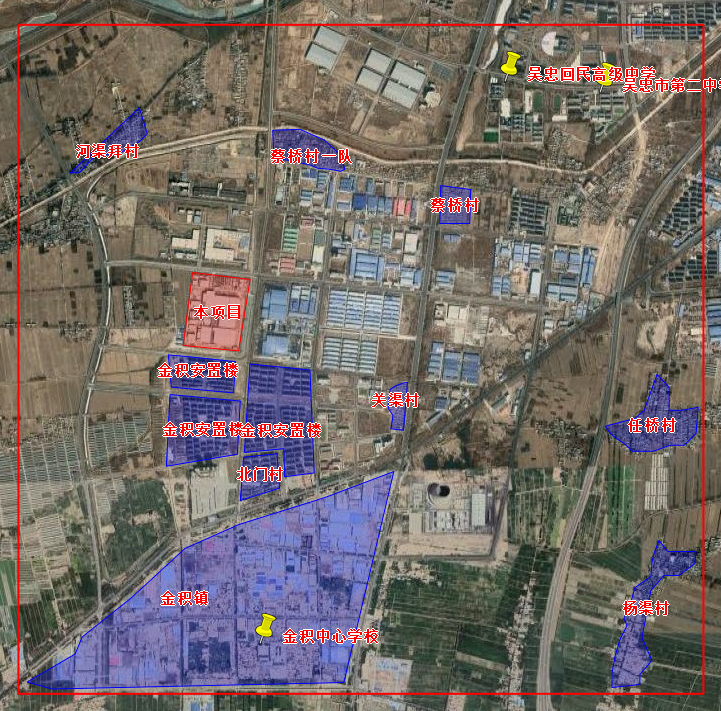 吴忠回民高级中学
吴忠市第二中学
河渠拜村
蔡桥村一队
蔡桥村
本项目
金积安置楼
关渠村
金积安置楼
金积安置楼
任桥村
北门村
金积镇
杨渠村
金积中心学校